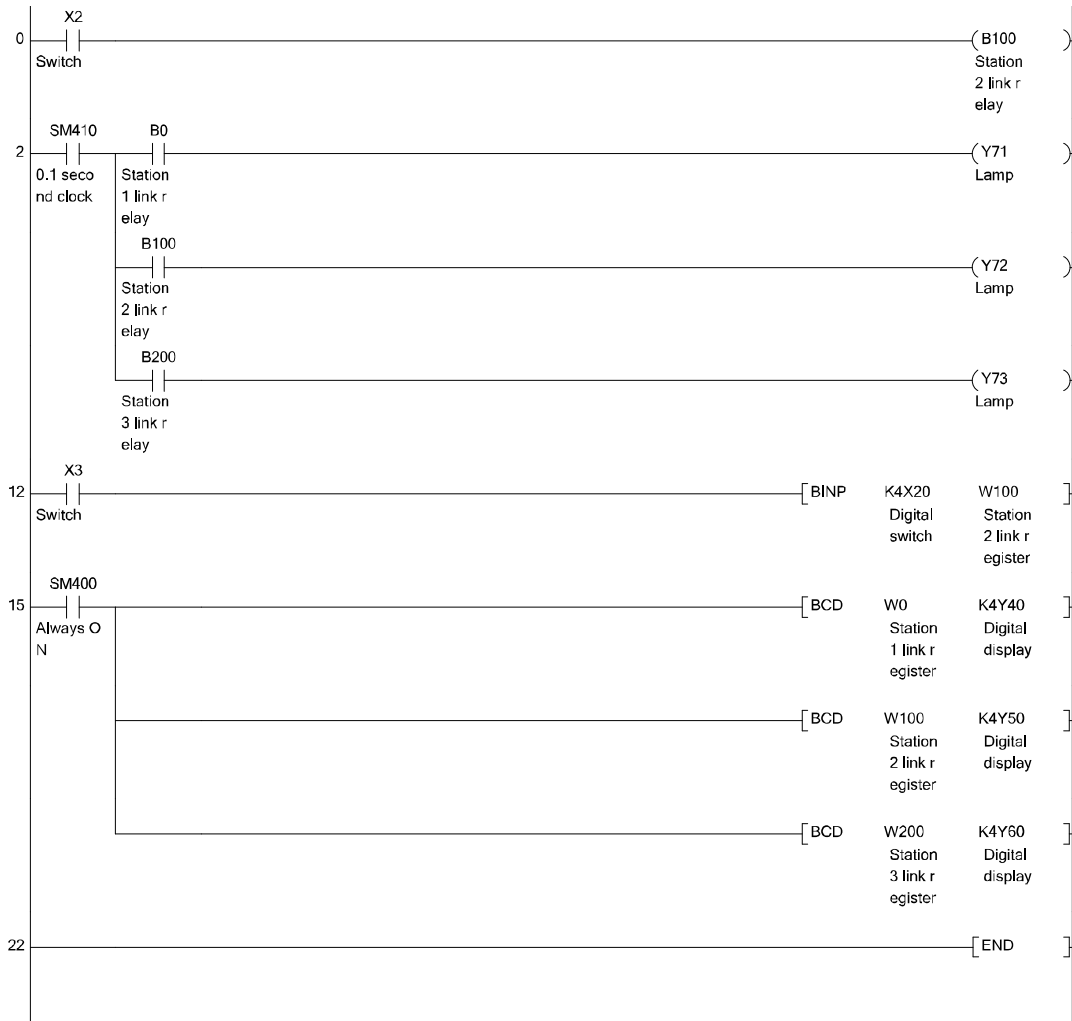 X2
0 ( B100 )
Switch Station
2 link r
elay
SM410 B0
2 ( Y71 )
0.1 seco Station Lamp
nd clock 1 link r
elay
B100
( Y72 )
Station Lamp
2 link r
elay
B200
( Y73 )
Station Lamp
3 link r
elay
X3
12 [ BINP K4X20 W100 ]
Switch Digital Station
switch 2 link r
egister
SM400
15 [ BCD W0 K4Y40 ]
Always O Station Digital
N 1 link r display
egister
[ BCD W100 K4Y50 ]
Station Digital
2 link r display
egister
[ BCD W200 K4Y60 ]
Station Digital
3 link r display
egister
22 [ END ]